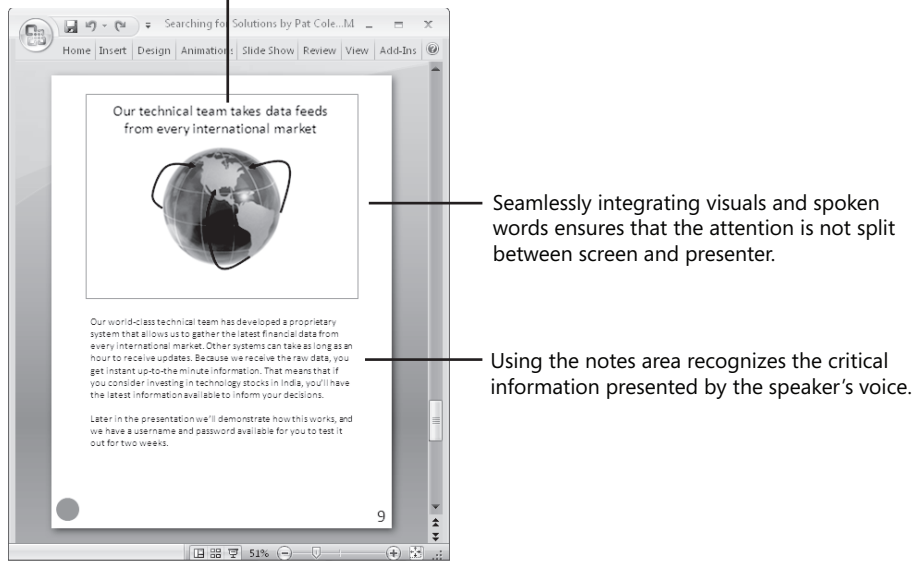 Searching for Solutions by Pat Cole...M
Home Insert Design Animations Slide Show Review View Add-Ins
Our technical team takes data feeds
from every international market
Seamlessly integrating visuals and spoken
words ensures that the attention is not split
between screen and presenter.
Our world-class technical team has developed a proprietary
system that allows us to gather the latest financial data from
every international market. Other systems can take as long as an
hour to receive updates. Because we receive the raw data, you
get instant up-to-the minute information. That means that if
you consider investing in technology stocks in India, you'll have
the latest information available to inform your decisions.
Using the notes area recognizes the critical
information presented by the speaker's voice.
Later in the presentation we'll demonstrate how this works, and
we have a username and password available for you to test it
out for two weeks.
9
51%